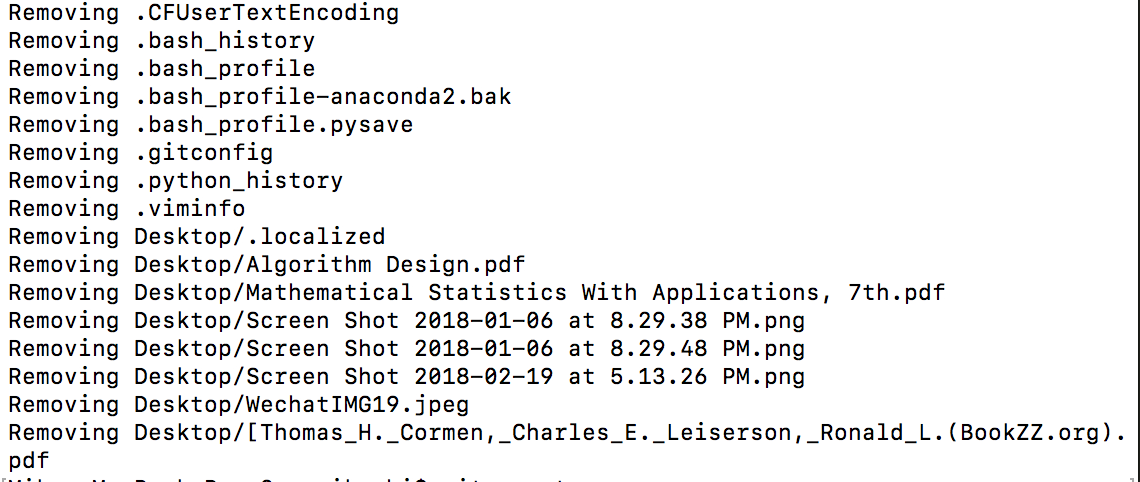 Removing .CFUserTextEncoding
Removing .bash_history
Removing .bash_profile
Removing .bash_profile-anaconda2.bak
Removing .bash_profile.pysave
Removing .gitconfig
Removing .python_history
Removing .viminfo
Removing Desktop/.localized
Removing Desktop/Algorithm Design.pdf
Removing Desktop/Mathematical Statistics With Applications, 7th.pdf
Removing Desktop/Screen Shot 2018-01-06 at 8.29.38 PM.png
Removing Desktop/Screen Shot 2018-01-06 at 8.29.48 PM.png
Removing Desktop/Screen Shot 2018-02-19 at 5.13.26 PM.png
Removing Desktop/WechatIMG19.jpeg
Removing Desktop/[Thomas_H._Cormen,_Charles_E._Leiserson,_Ronald_L.(BookZZ.org).
pdf